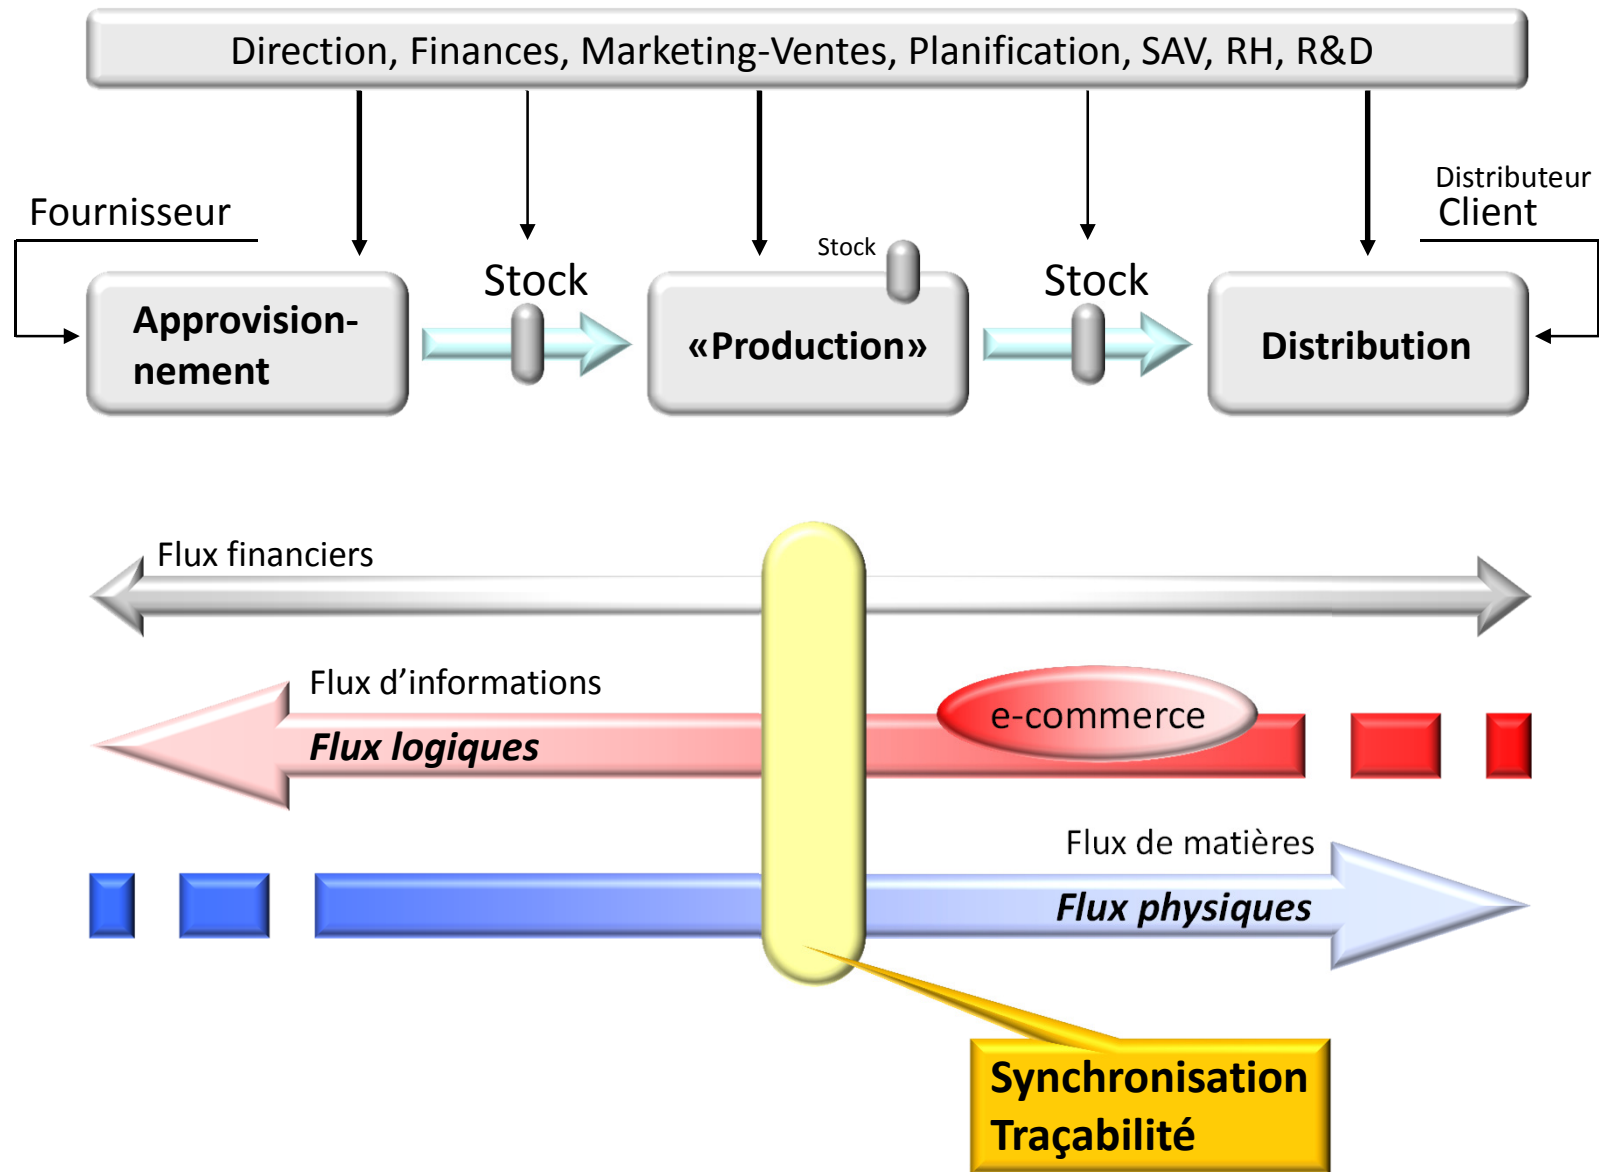 Direction, Finances, Marketing-Ventes, Planification, SAV, RH, R&D
Fournisseur
Distributeur
Client
Stock
Stock
Stock
Approvision-
nement
«Production»
Distribution
Flux financiers
Flux d’informations
e-commerce
Flux logiques
Flux de matières
Flux physiques
Synchronisation
Traçabilité